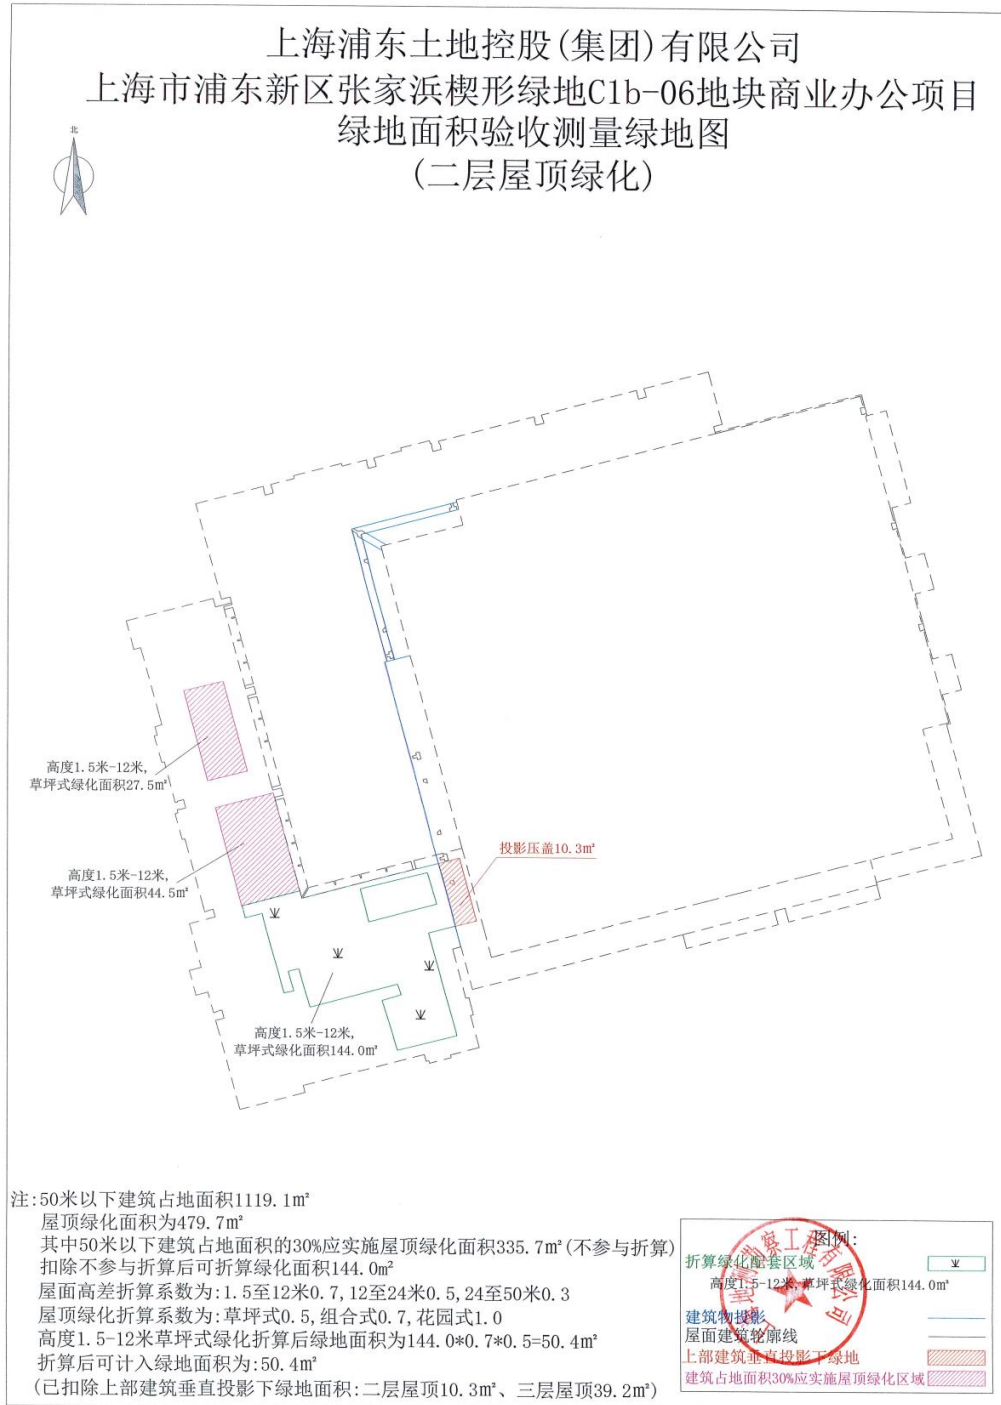 上海浦东土地控股(集团)有限公司
上海市浦东新区张家浜楔形绿地C1b-06地块商业办公项目
绿地面积验收测量绿地图
(二层屋顶绿化)
北
高度1.5米-12米,
草坪式绿化面积27.5m²
高度1.5米-12米,
草坪式绿化面积44.5m²
投影压盖10.3m²
高度1.5米-12米,
草坪式绿化面积144.0m²
注:50米以下建筑占地面积1119.1m²
屋顶绿化面积为479.7m²
其中50米以下建筑占地面积的30%应实施屋顶绿化面积335.7m²(不参与折算)
扣除不参与折算后可折算绿化面积144.0m²
屋面高差折算系数为:1.5至12米0.7,12至24米0.5,24至50米0.3
屋顶绿化折算系数为:草坪式0.5,组合式0.7,花园式1.0
高度1.5-12米草坪式绿化折算后绿地面积为144.0*0.7*0.5=50.4m²
折算后可计入绿地面积为:50.4m²
(已扣除上部建筑垂直投影下绿地面积:二层屋顶10.3m²、三层屋顶39.2m²)
图例:
折算绿化配套区域
高度1.5-12米,草坪式绿化面积144.0m²
建筑物投影
屋面建筑轮廓线
上部建筑垂直投影下绿地
建筑占地面积30%应实施屋顶绿化区域